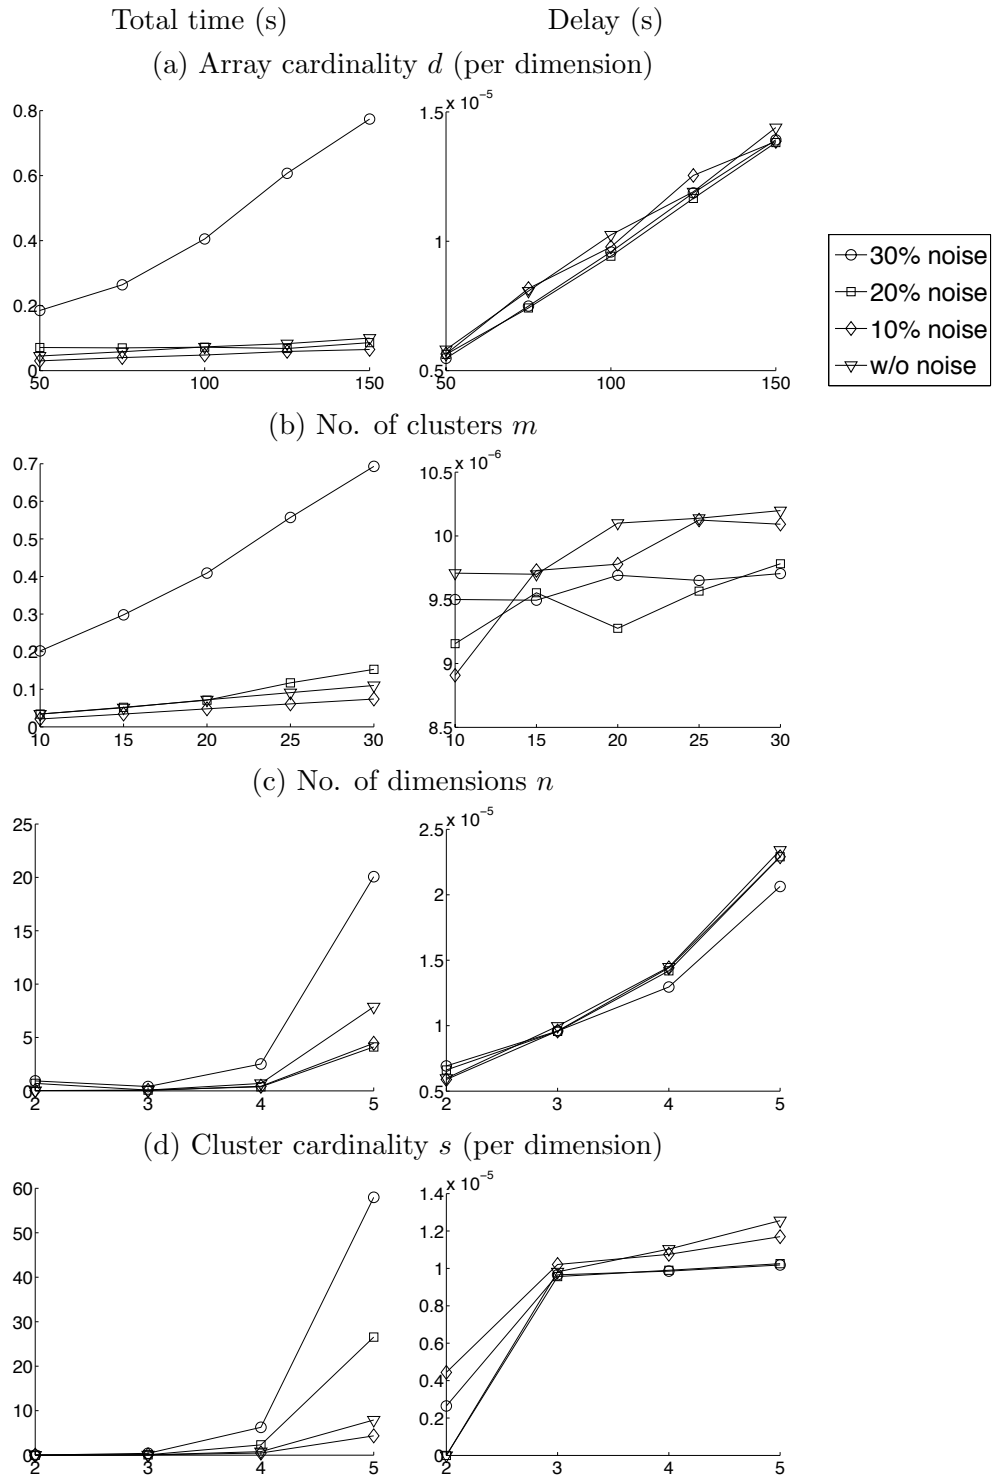 Total time (s) Delay (s)
(a) Array cardinality d (per dimension)
0.8
0.6
0.4
0.2
0
50 100 150
x 10⁻⁵
1.5
1
0.5
50 100 150
30% noise
20% noise
10% noise
w/o noise
(b) No. of clusters m
0.7
0.6
0.5
0.4
0.3
0.2
0.1
0
10 15 20 25 30
x 10⁻⁶
10.5
10
9.5
9
8.5
10 15 20 25 30
(c) No. of dimensions n
25
20
15
10
5
0
2 3 4 5
x 10⁻⁵
2.5
2
1.5
1
0.5
2 3 4 5
(d) Cluster cardinality s (per dimension)
60
50
40
30
20
10
0
2 3 4 5
x 10⁻⁵
1.4
1.2
1
0.8
0.6
0.4
0.2
0
2 3 4 5